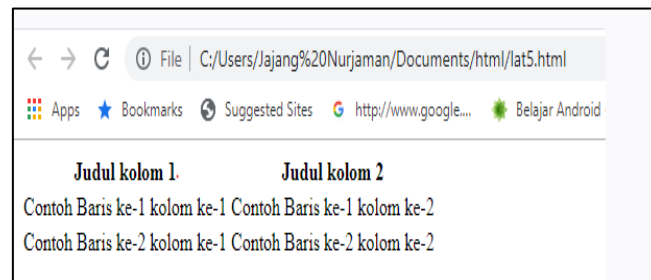 File | C:/Users/Jajang%20Nurjaman/Documents/html/lat5.html
Apps Bookmarks Suggested Sites G http://www.google.... Belajar Android
Judul kolom 1. Judul kolom 2
Contoh Baris ke-1 kolom ke-1 Contoh Baris ke-1 kolom ke-2
Contoh Baris ke-2 kolom ke-1 Contoh Baris ke-2 kolom ke-2